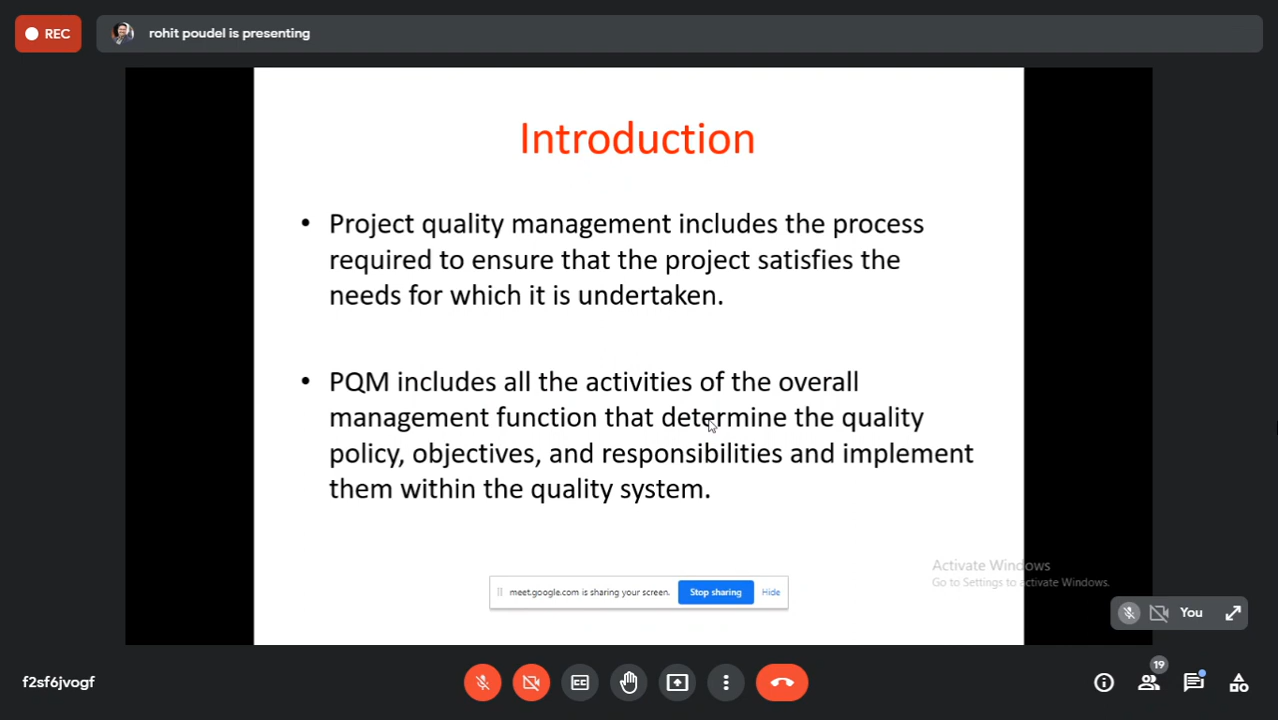 REC
rohit poudel is presenting
Introduction
• Project quality management includes the process
required to ensure that the project satisfies the
needs for which it is undertaken.
• PQM includes all the activities of the overall
management function that determine the quality
policy, objectives, and responsibilities and implement
them within the quality system.
Activate Windows
Go to Settings to activate Windows.
meet.google.com is sharing your screen.
Stop sharing
Hide
You
19
f2sf6jvogf
CC